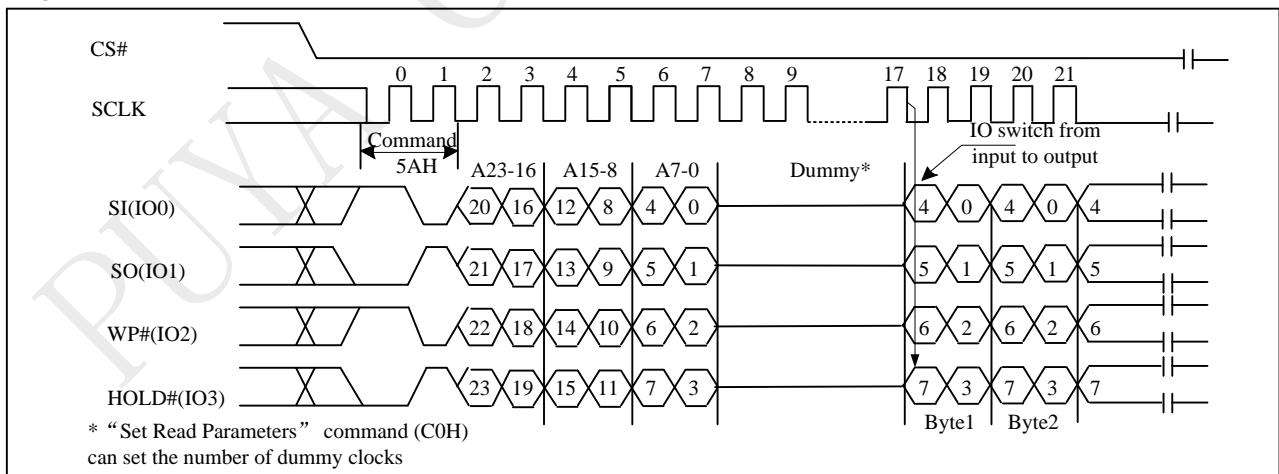 CS#
0 1 2 3 4 5 6 7 8 9 17 18 19 20 21
SCLK
Command
5AH
IO switch from
input to output
A23-16 A15-8 A7-0 Dummy*
SI(IO0) 20 16 12 8 4 0 4 0 4 0 4
SO(IO1) 21 17 13 9 5 1 5 1 5 1 5
WP#(IO2) 22 18 14 10 6 2 6 2 6 2 6
HOLD#(IO3) 23 19 15 11 7 3 7 3 7 3 7
Byte1 Byte2
* “Set Read Parameters” command (C0H)
can set the number of dummy clocks
PUYA